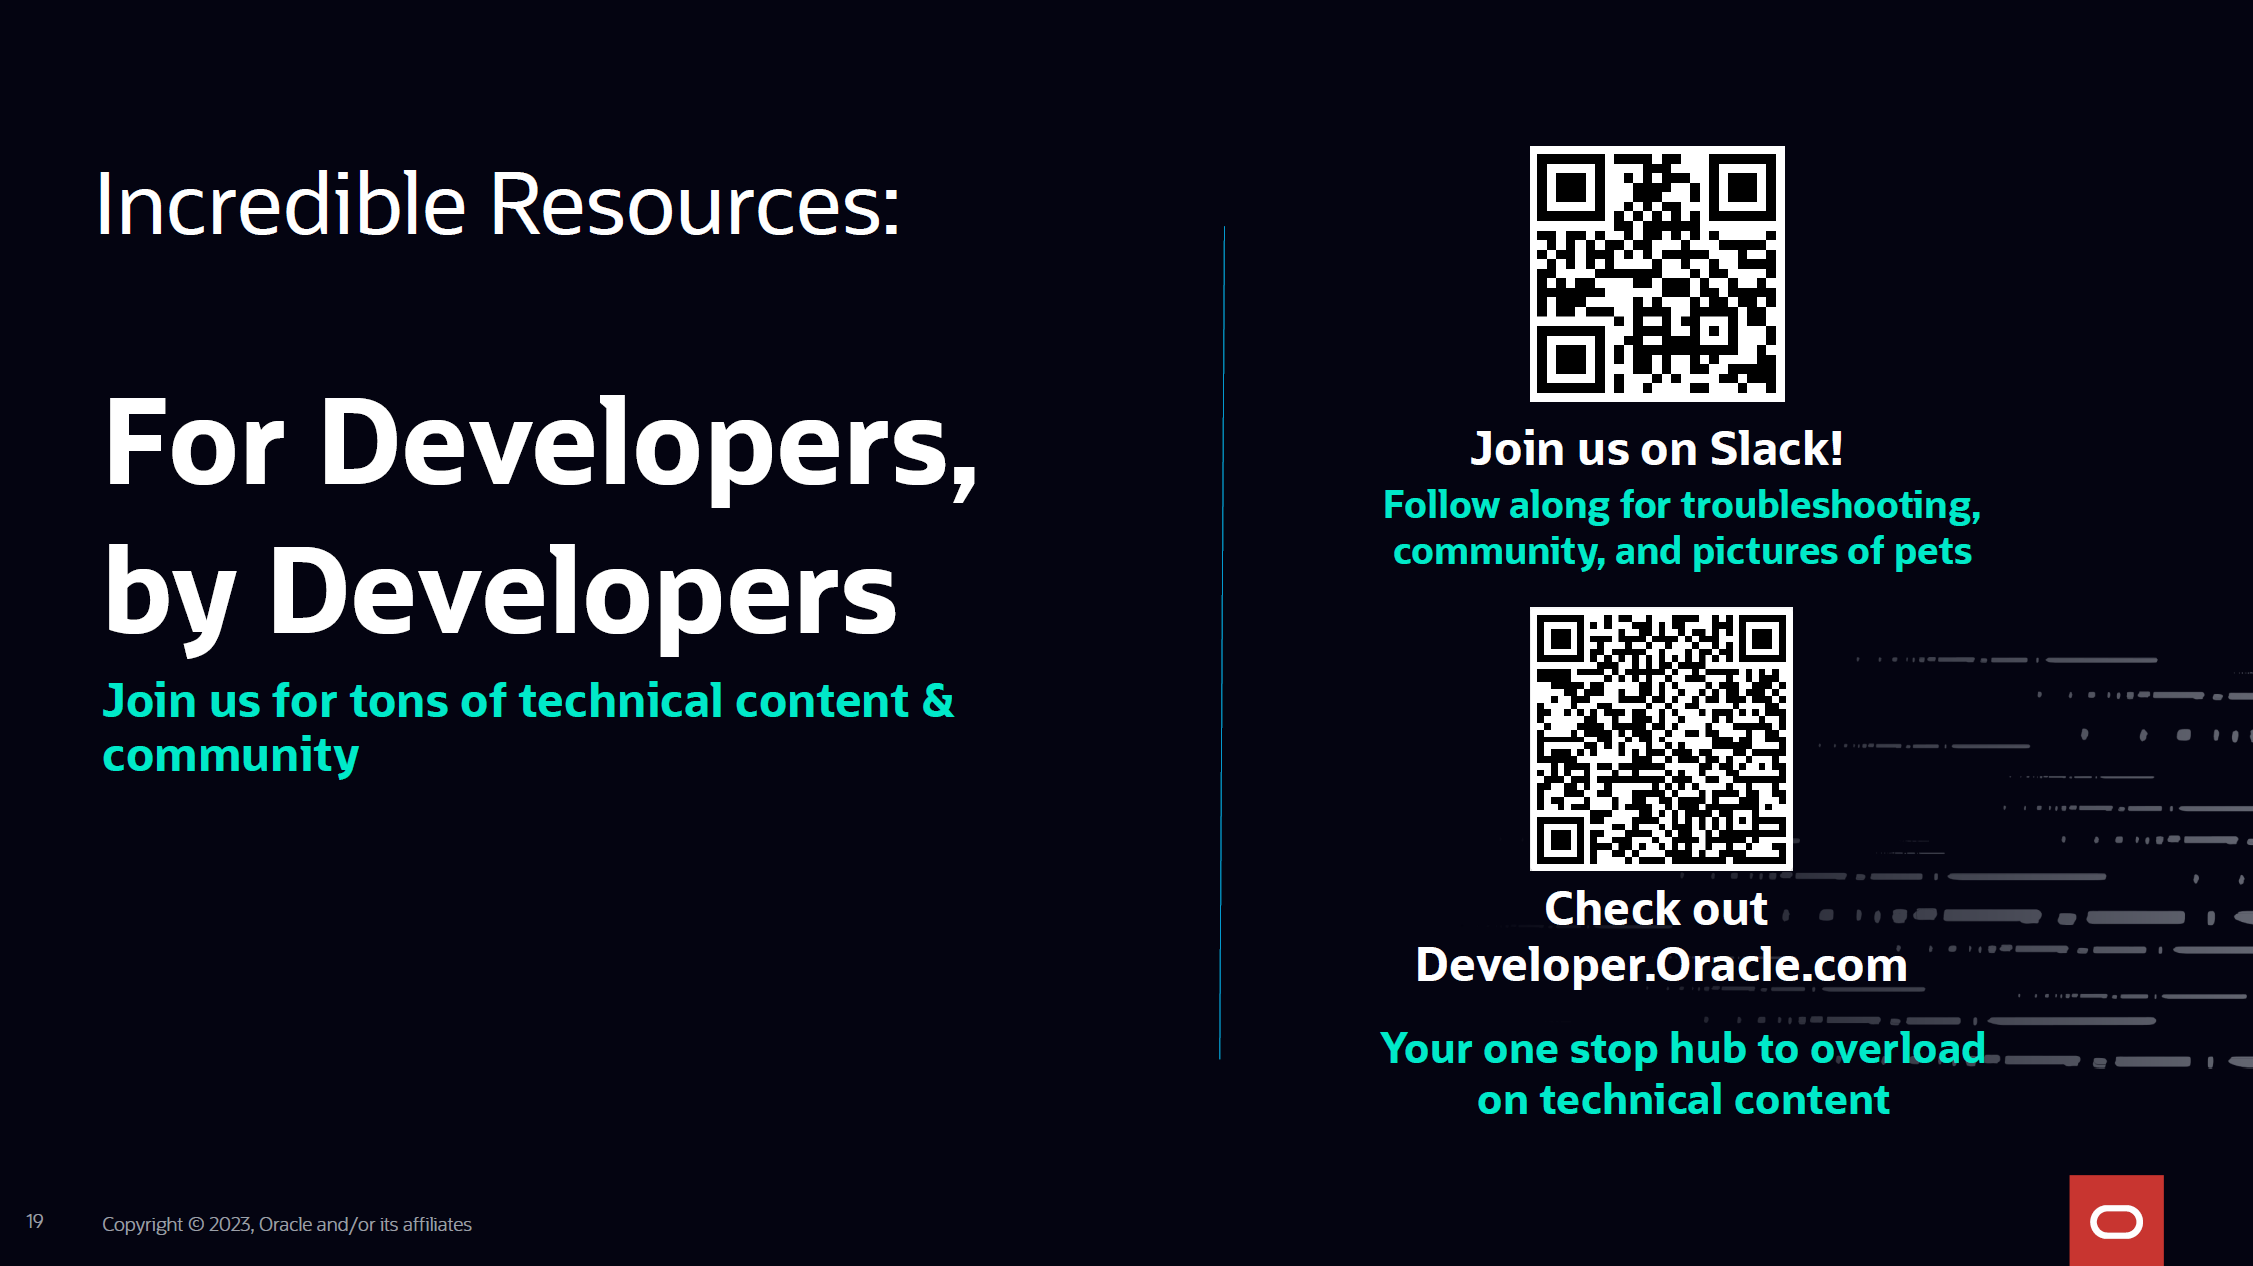 Incredible Resources:
For Developers,
by Developers
Join us for tons of technical content &
community
Join us on Slack!
Follow along for troubleshooting,
community, and pictures of pets
Check out
Developer.Oracle.com
Your one stop hub to overload
on technical content
19
Copyright © 2023, Oracle and/or its affiliates